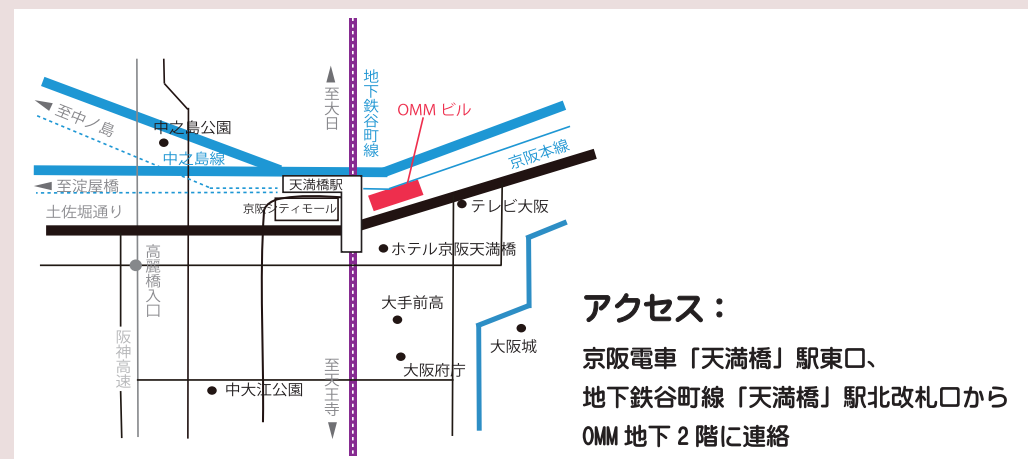 至大日
地下鉄谷町線
OMM ビル
至中ノ島
中之島公園
中之島線
京阪本線
天満橋駅
至淀屋橋
京阪シティモール
土佐堀通り
テレビ大阪
ホテル京阪天満橋
高麗橋入口
大手前高
大阪城
阪神高速
大阪府庁
至天王寺
中大江公園
アクセス：
京阪電車「天満橋」駅東口、
地下鉄谷町線「天満橋」駅北改札口から
OMM 地下 2 階に連絡